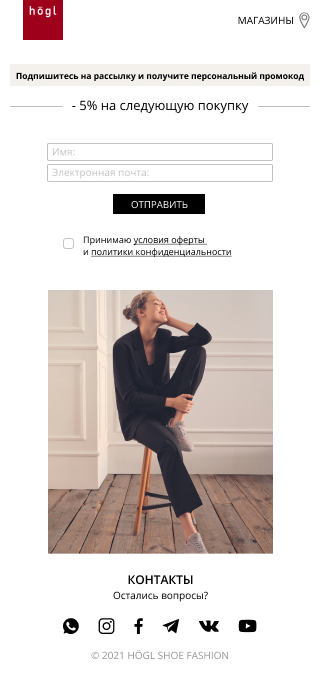 högl
МАГАЗИНЫ
Подпишитесь на рассылку и получите персональный промокод
- 5% на следующую покупку
Имя:
Электронная почта:
ОТПРАВИТЬ
Принимаю условия оферты
и политики конфиденциальности
КОНТАКТЫ
Остались вопросы?
© 2021 HÖGL SHOE FASHION